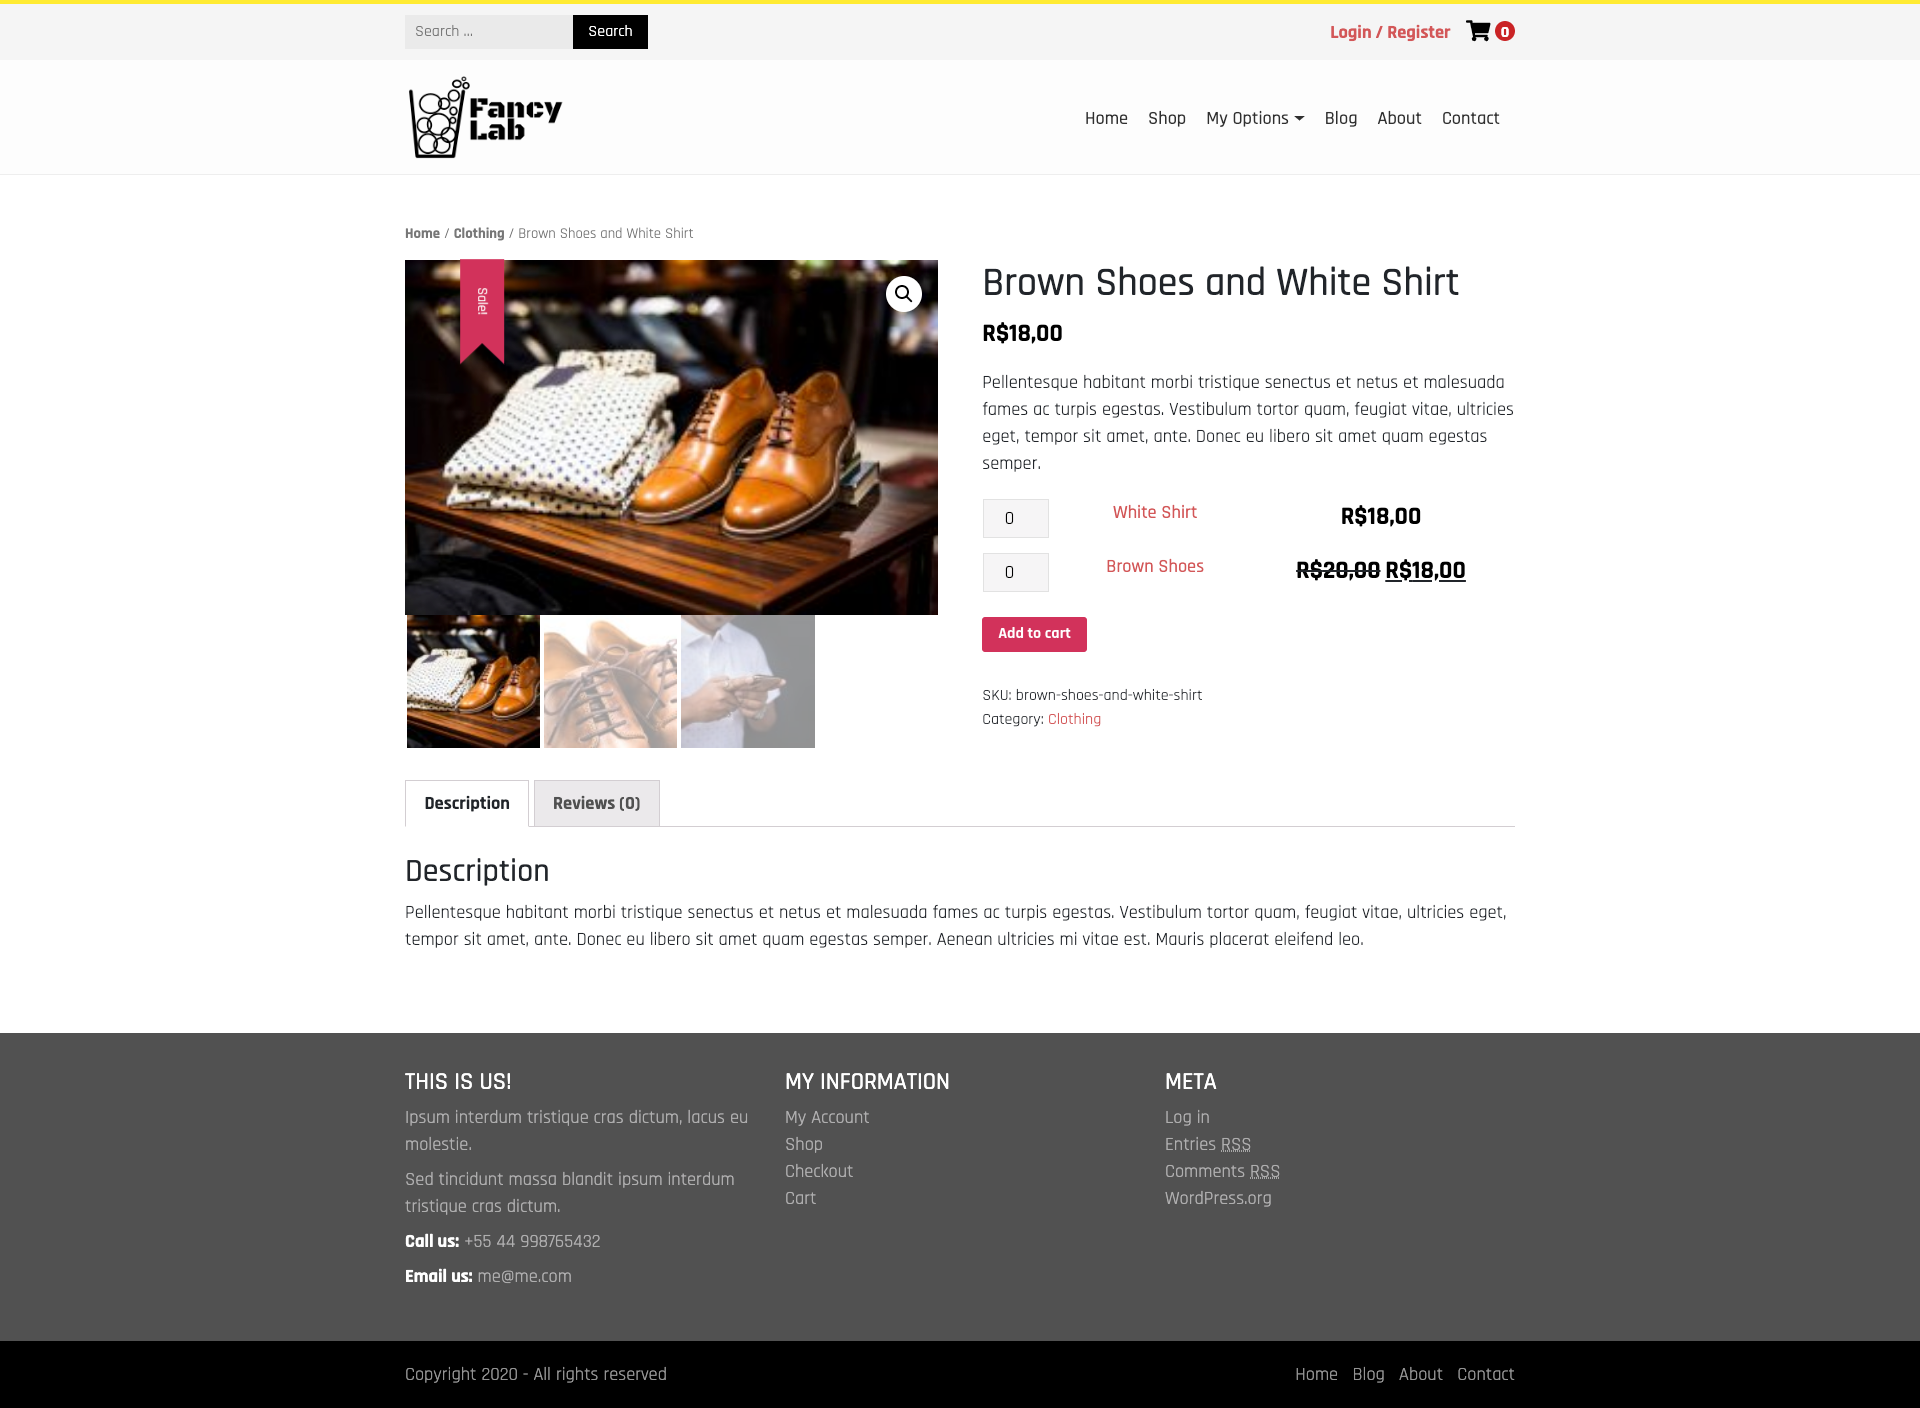 Search ...
Search
Login / Register
0
Fancy
Lab
Home
Shop
My Options
Blog
About
Contact
Home / Clothing / Brown Shoes and White Shirt
Sale!
Brown Shoes and White Shirt
R$18,00
Pellentesque habitant morbi tristique senectus et netus et malesuada
fames ac turpis egestas. Vestibulum tortor quam, feugiat vitae, ultricies
eget, tempor sit amet, ante. Donec eu libero sit amet quam egestas
semper.
0 White Shirt R$18,00
0 Brown Shoes R$20,00 R$18,00
Add to cart
SKU: brown-shoes-and-white-shirt
Category: Clothing
Description
Reviews (0)
Description
Pellentesque habitant morbi tristique senectus et netus et malesuada fames ac turpis egestas. Vestibulum tortor quam, feugiat vitae, ultricies eget,
tempor sit amet, ante. Donec eu libero sit amet quam egestas semper. Aenean ultricies mi vitae est. Mauris placerat eleifend leo.
THIS IS US!
Ipsum interdum tristique cras dictum, lacus eu
molestie.
Sed tincidunt massa blandit ipsum interdum
tristique cras dictum.
Call us: +55 44 998765432
Email us: me@me.com
MY INFORMATION
My Account
Shop
Checkout
Cart
META
Log in
Entries RSS
Comments RSS
WordPress.org
Copyright 2020 - All rights reserved
Home
Blog
About
Contact